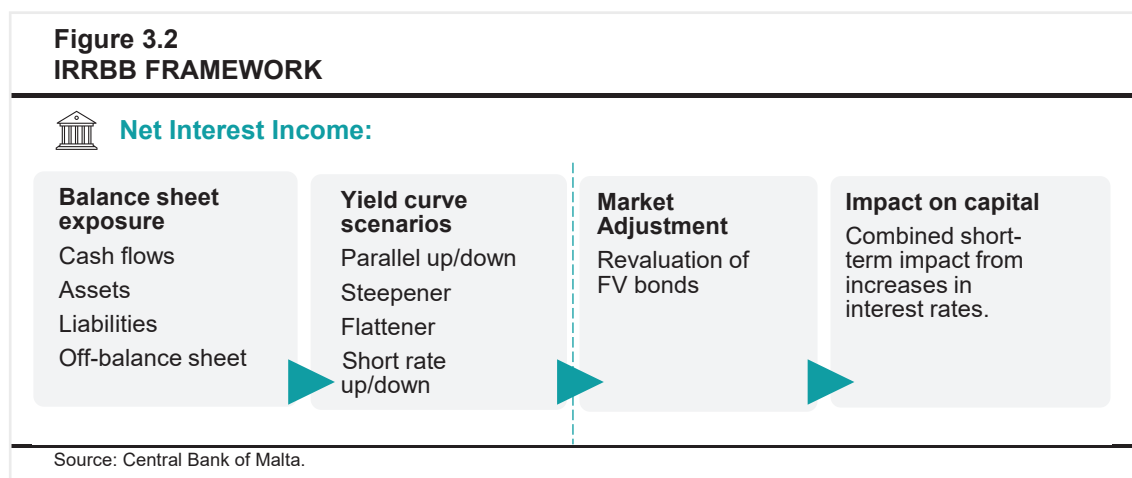 Figure 3.2
IRRBB FRAMEWORK
Net Interest Income:
Balance sheet
exposure
Cash flows
Assets
Liabilities
Off-balance sheet
Yield curve
scenarios
Parallel up/down
Steepener
Flattener
Short rate
up/down
Market
Adjustment
Revaluation of
FV bonds
Impact on capital
Combined short-
term impact from
increases in
interest rates.
Source: Central Bank of Malta.